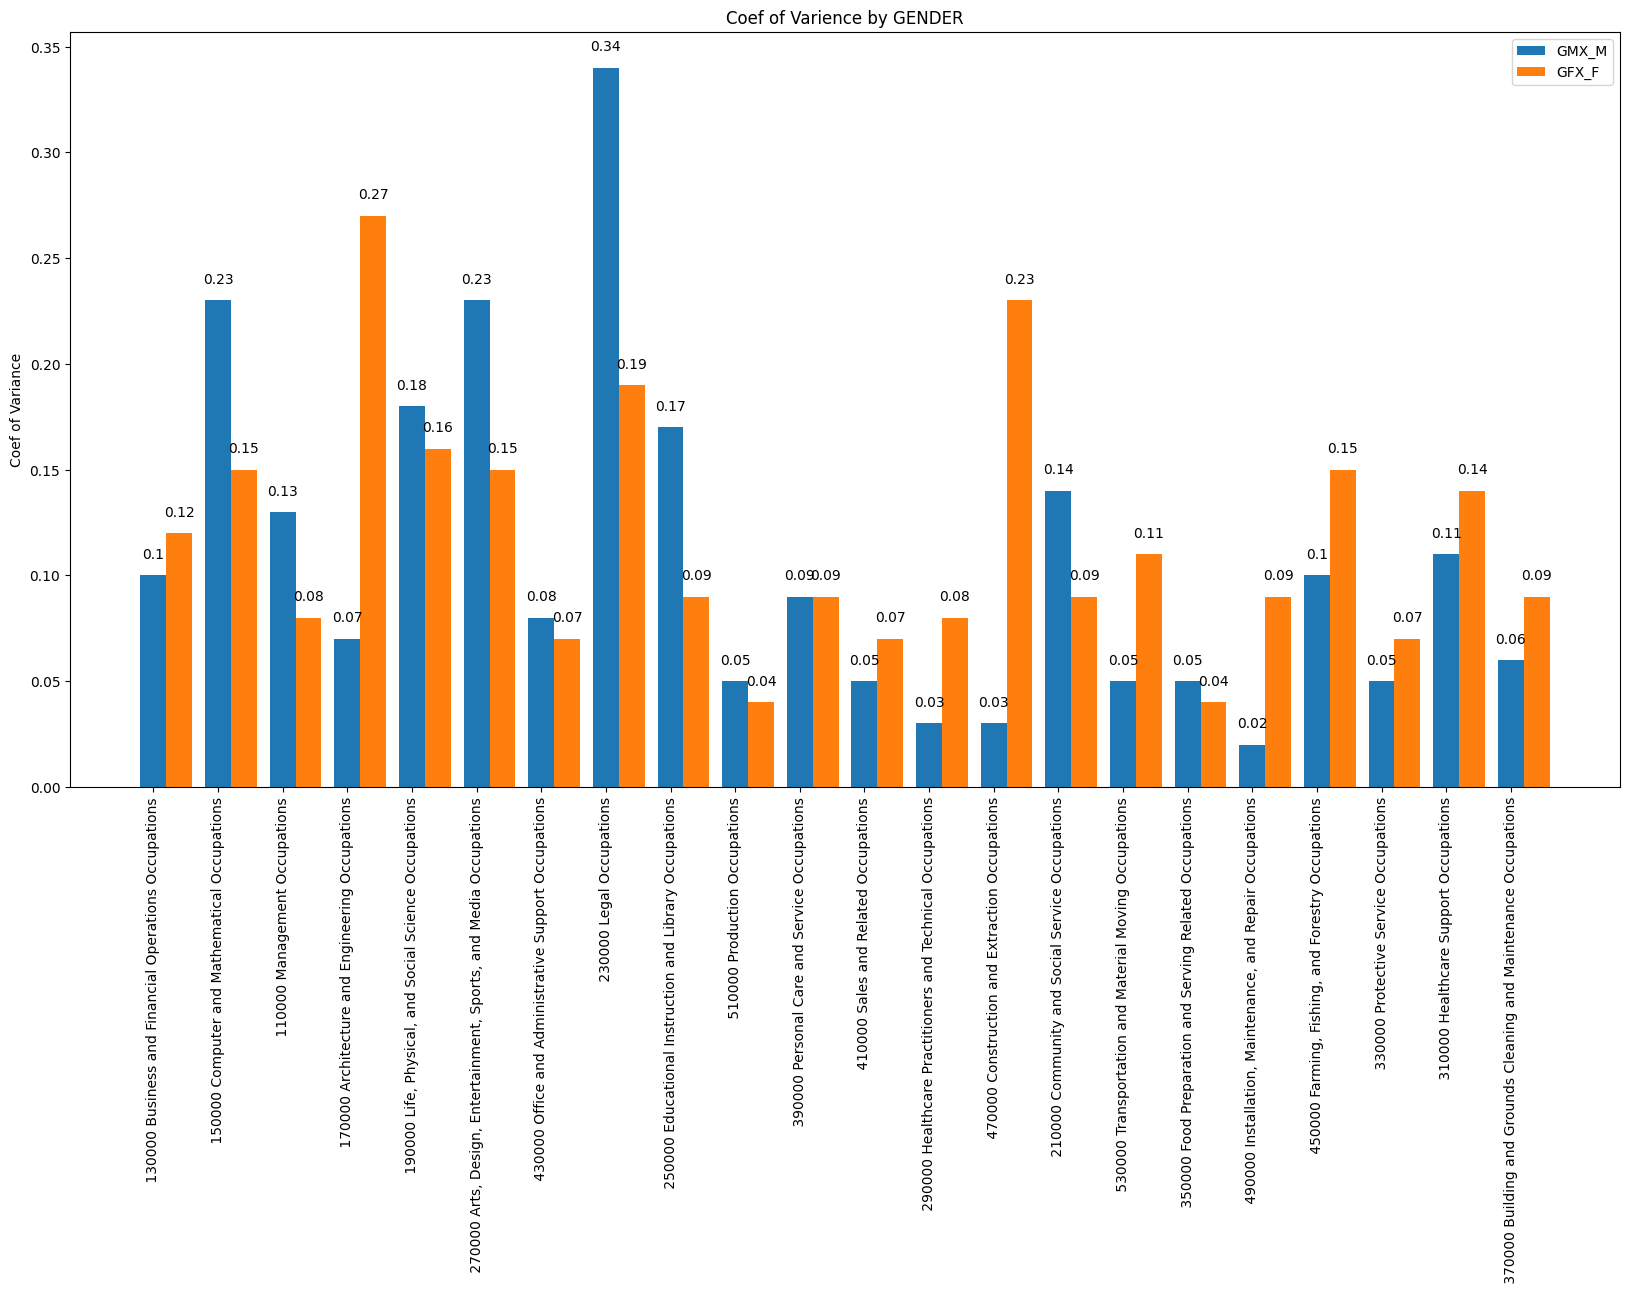 Coef of Varience by GENDER
GMX_M
GFX_F
Coef of Variance
0.35
0.30
0.25
0.20
0.15
0.10
0.05
0.00
0.1
0.12
0.23
0.15
0.13
0.08
0.07
0.27
0.18
0.16
0.23
0.15
0.08
0.07
0.34
0.19
0.17
0.09
0.05
0.04
0.09
0.09
0.05
0.07
0.03
0.08
0.03
0.23
0.14
0.09
0.05
0.11
0.05
0.04
0.02
0.09
0.1
0.15
0.05
0.07
0.11
0.14
0.06
0.09
130000 Business and Financial Operations Occupations
150000 Computer and Mathematical Occupations
110000 Management Occupations
170000 Architecture and Engineering Occupations
190000 Life, Physical, and Social Science Occupations
270000 Arts, Design, Entertainment, Sports, and Media Occupations
430000 Office and Administrative Support Occupations
230000 Legal Occupations
250000 Educational Instruction and Library Occupations
510000 Production Occupations
390000 Personal Care and Service Occupations
410000 Sales and Related Occupations
290000 Healthcare Practitioners and Technical Occupations
470000 Construction and Extraction Occupations
210000 Community and Social Service Occupations
530000 Transportation and Material Moving Occupations
350000 Food Preparation and Serving Related Occupations
490000 Installation, Maintenance, and Repair Occupations
450000 Farming, Fishing, and Forestry Occupations
330000 Protective Service Occupations
310000 Healthcare Support Occupations
370000 Building and Grounds Cleaning and Maintenance Occupations